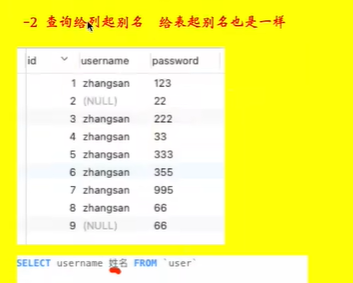 -2 查询给列起别名 给表起别名也是一样
id username password
1 zhangsan 123
2 (NULL) 22
3 zhangsan 222
4 zhangsan 33
5 zhangsan 333
6 zhangsan 355
7 zhangsan 995
8 zhangsan 66
9 (NULL) 66
SELECT username 姓名 FROM `user`